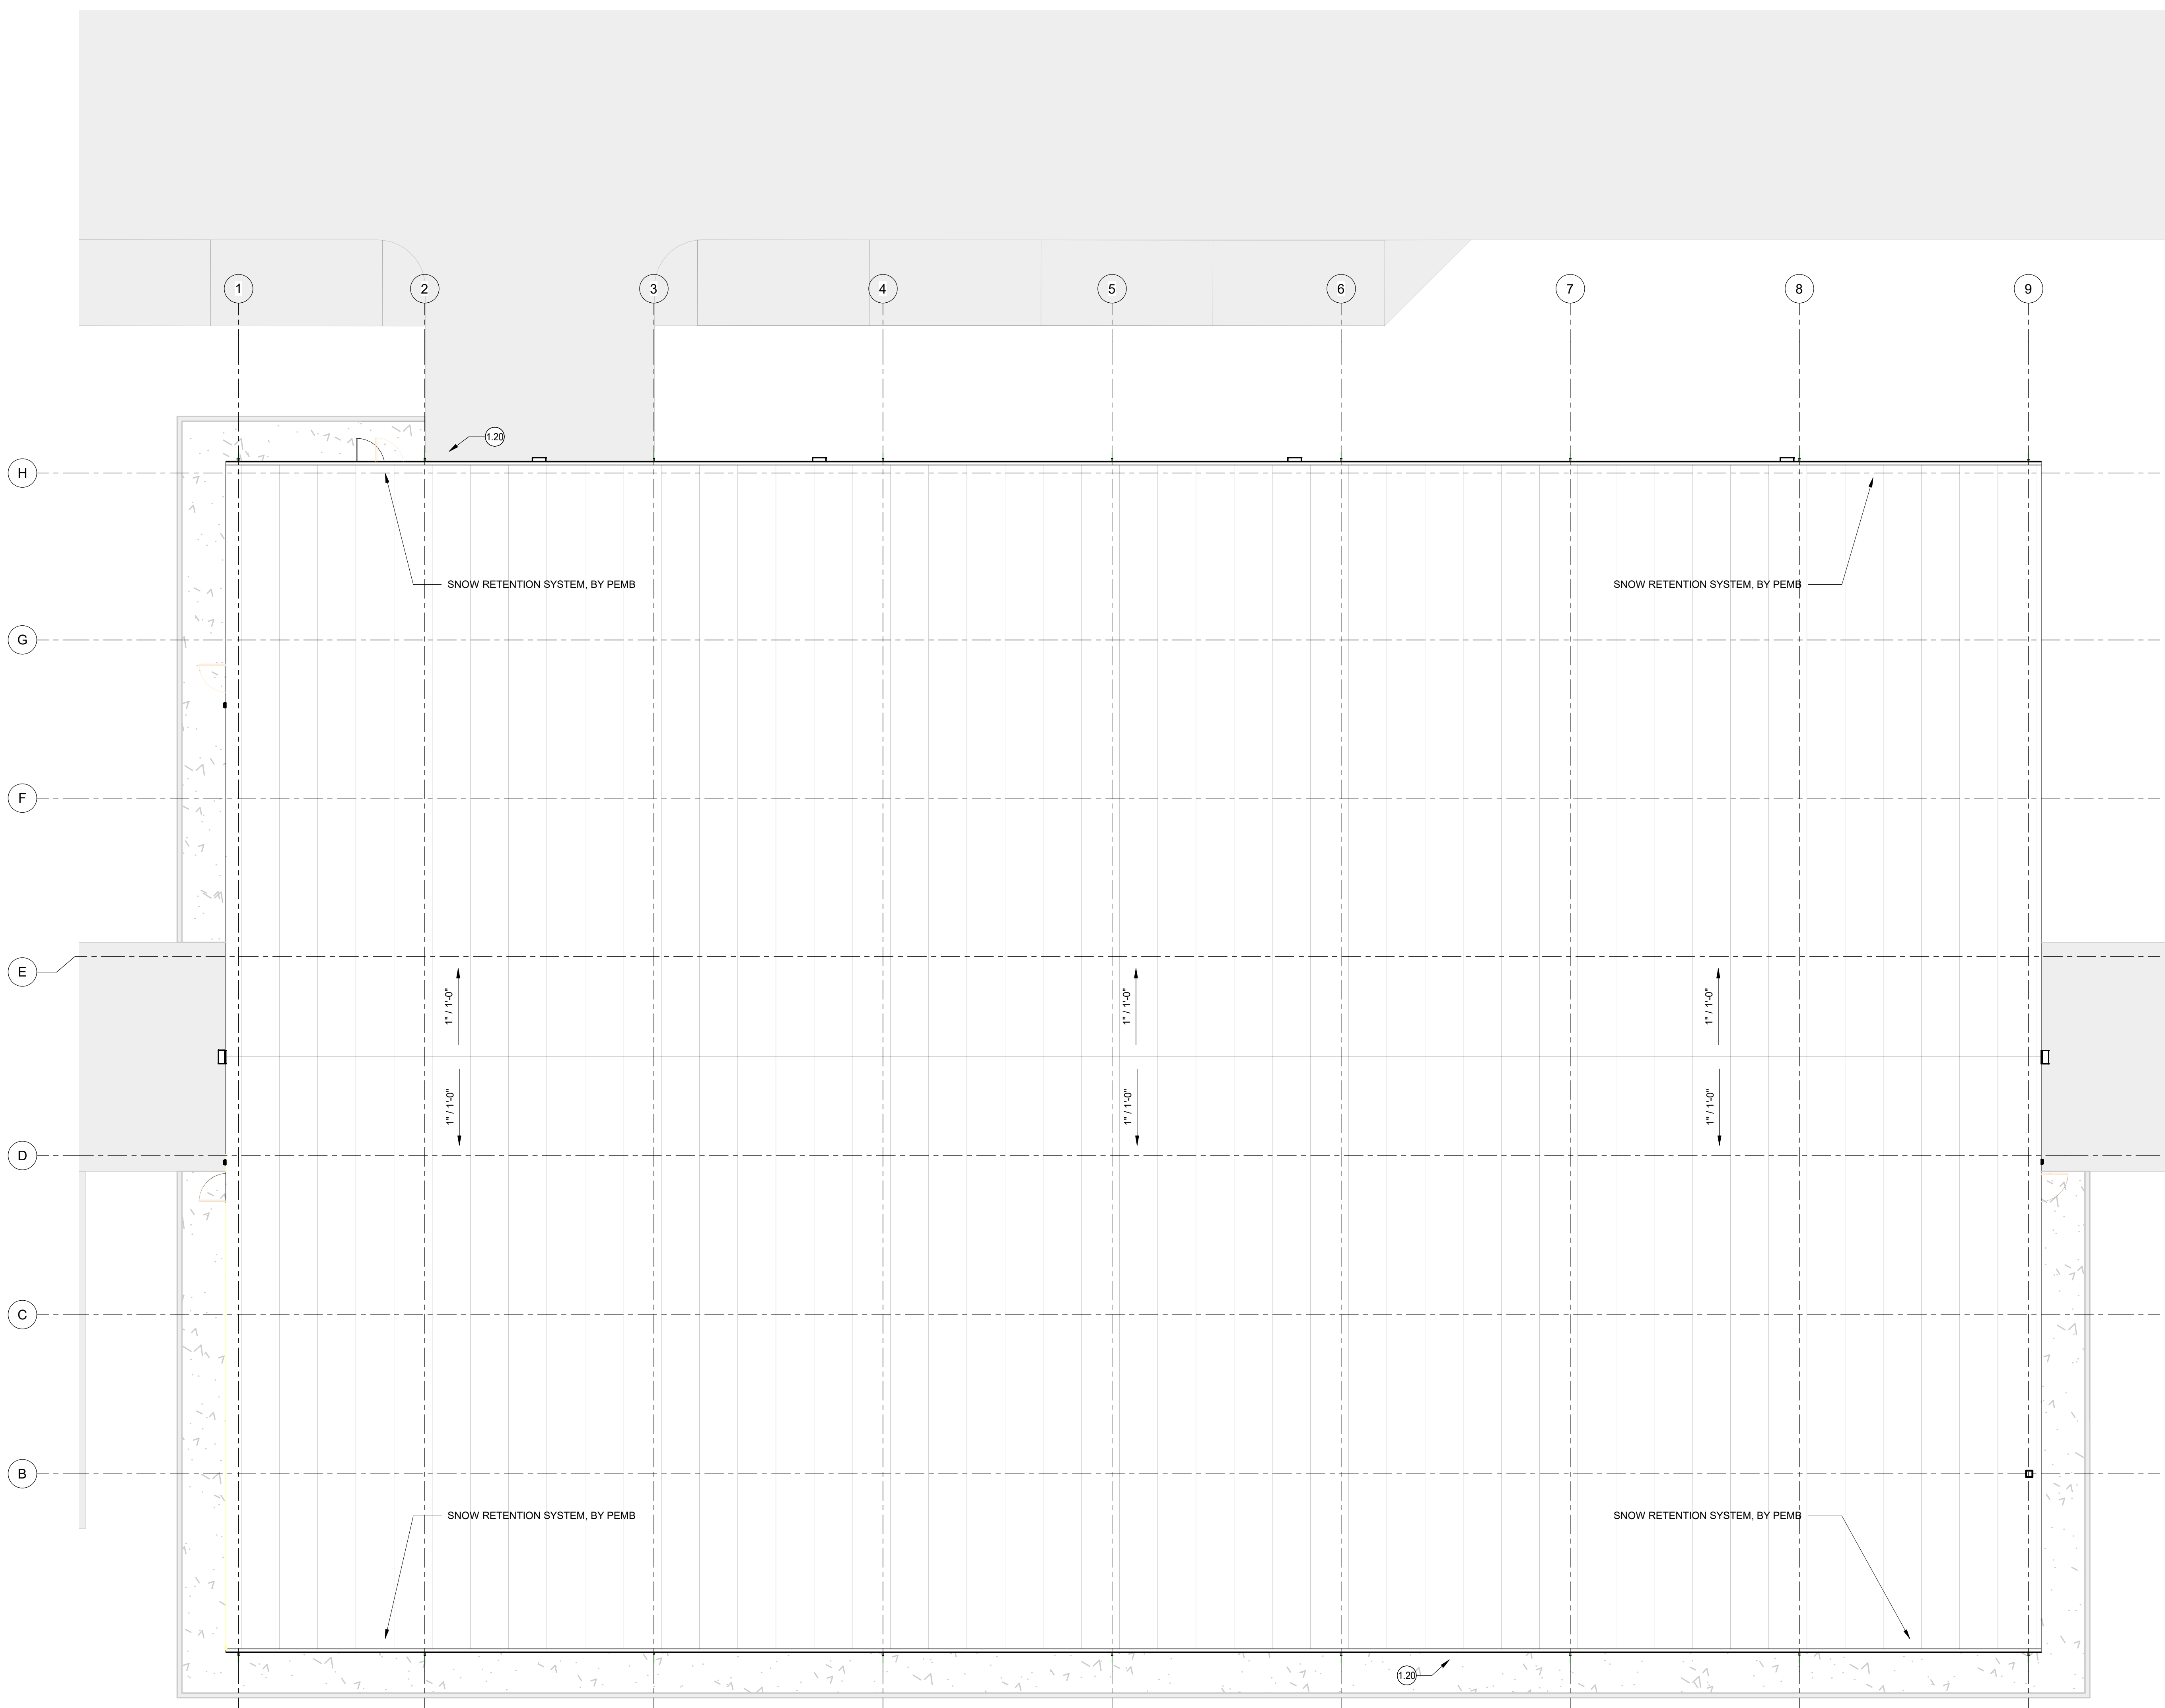 1 2 3 4 5 6 7 8 9
1.20
H
SNOW RETENTION SYSTEM, BY PEMB SNOW RETENTION SYSTEM, BY PEMB
G
F
E
1" / 1'-0" 1" / 1'-0" 1" / 1'-0"
1" / 1'-0" 1" / 1'-0" 1" / 1'-0"
D
C
B
SNOW RETENTION SYSTEM, BY PEMB SNOW RETENTION SYSTEM, BY PEMB
1.20